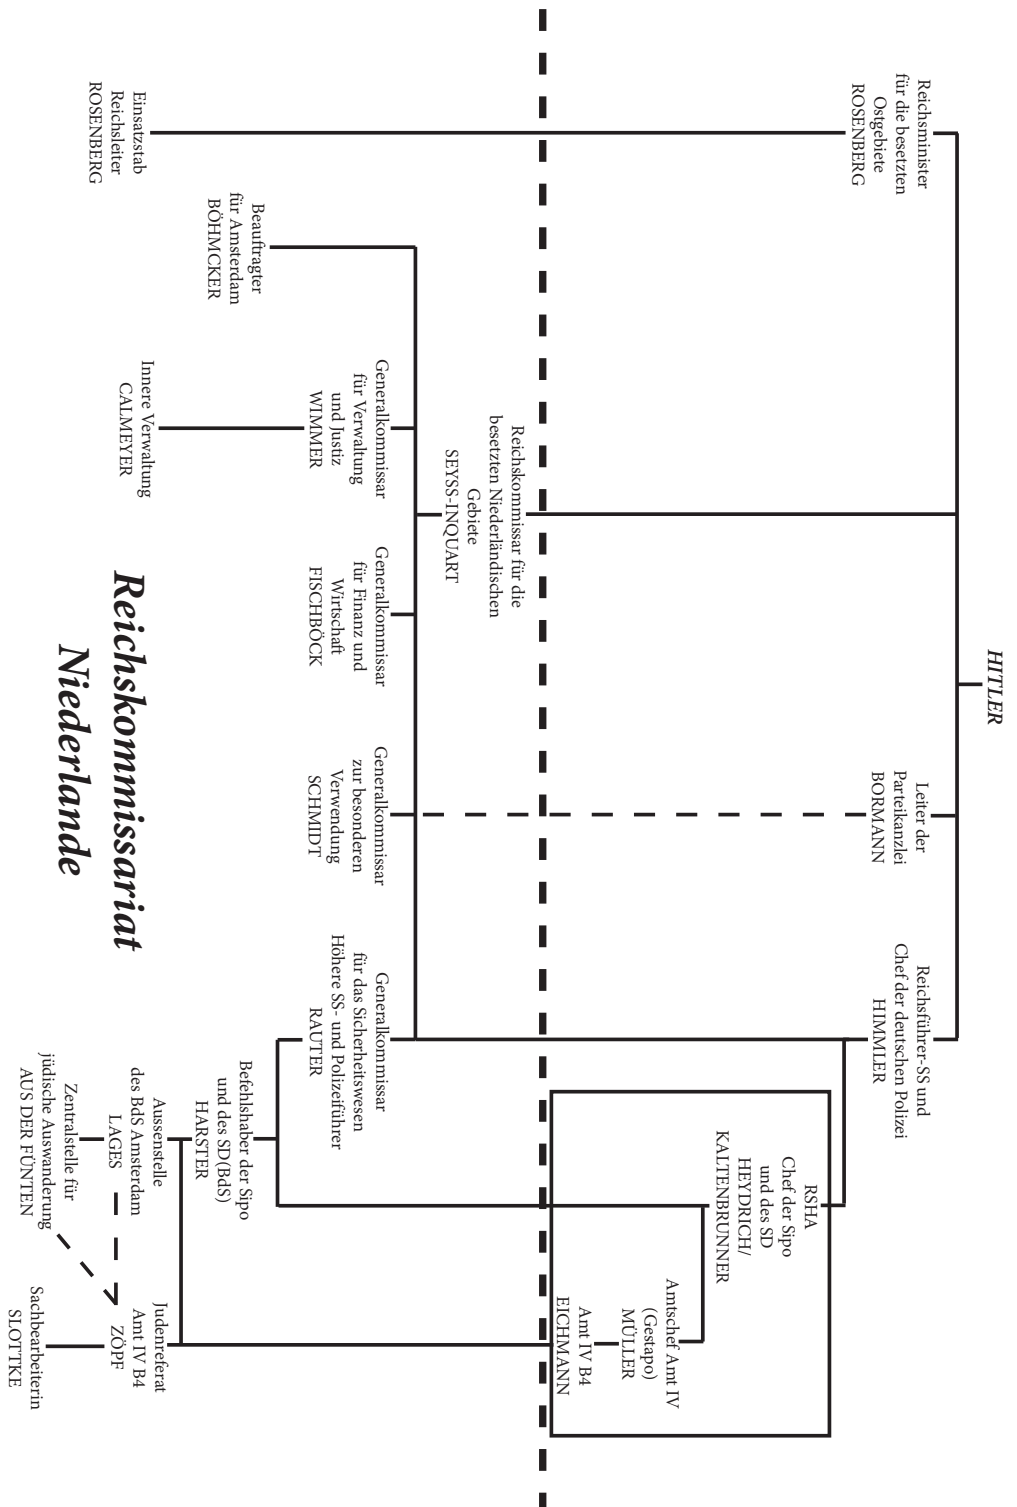 HITLER
Reichsminister
für die besetzten
Ostgebiete
ROSENBERG
Leiter der
Parteikanzlei
BORMANN
Reichsführer-SS und
Chef der deutschen Polizei
HIMMLER
RSHA
Chef der Sipo
und des SD
HEYDRICH/
KALTENBRUNNER
Amtschef Amt IV
(Gestapo)
MÜLLER
Amt IV B4
EICHMANN
Reichskommissar für die
besetzten Niederländischen
Gebiete
SEYSS-INQUART
Einsatzstab
Reichsleiter
ROSENBERG
Beauftragter
für Amsterdam
BÖHMCKER
Generalkommissar
für Verwaltung
und Justiz
WIMMER
Innere Verwaltung
CALMEYER
Generalkommissar
für Finanz und
Wirtschaft
FISCHBÖCK
Generalkommissar
zur besonderen
Verwendung
SCHMIDT
Generalkommissar
für das Sicherheitswesen
Höhere SS- und Polizeiführer
RAUTER
Befehlshaber der Sipo
und des SD(BdS)
HARSTER
Aussenstelle
des BdS Amsterdam
LAGES
Zentralstelle für
jüdische Auswanderung
AUS DER FÜNTEN
Judenreferat
Amt IV B4
ZÖPF
Sachbearbeiterin
SLOTTKE
Reichskommissariat
Niederlande